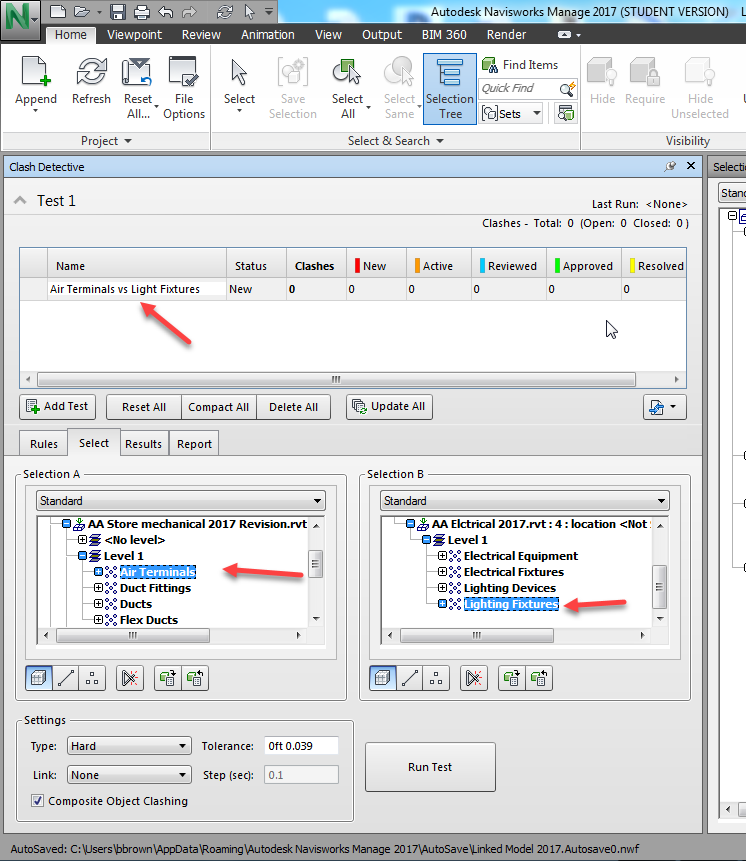 Autodesk Navisworks Manage 2017 (STUDENT VERSION)
Home Viewpoint Review Animation View Output BIM 360 Render
Append Refresh Reset All... File Options Select Save Selection Select All Select Same Selection Tree
Find Items
Quick Find
Sets
Hide Require Hide Unselected
Project Select & Search Visibility
Clash Detective
Test 1
Last Run: <None>
Clashes - Total: 0 (Open: 0 Closed: 0 )
Name Status Clashes New Active Reviewed Approved Resolved
Air Terminals vs Light Fixtures New 0 0 0 0 0 0
Add Test Reset All Compact All Delete All Update All
Rules Select Results Report
Selection A
Standard
AA Store mechanical 2017 Revision.rvt
<No level>
Level 1
Air Terminals
Duct Fittings
Ducts
Flex Ducts
Selection B
Standard
AA Elctrical 2017.rvt : 4 : location <Not
Level 1
Electrical Equipment
Electrical Fixtures
Lighting Devices
Lighting Fixtures
Settings
Type: Hard Tolerance: 0ft 0.039
Link: None Step (sec): 0.1
Composite Object Clashing
Run Test
AutoSaved: C:\Users\bbrown\AppData\Roaming\Autodesk Navisworks Manage 2017\AutoSave\Linked Model 2017.Autosave0.nwf